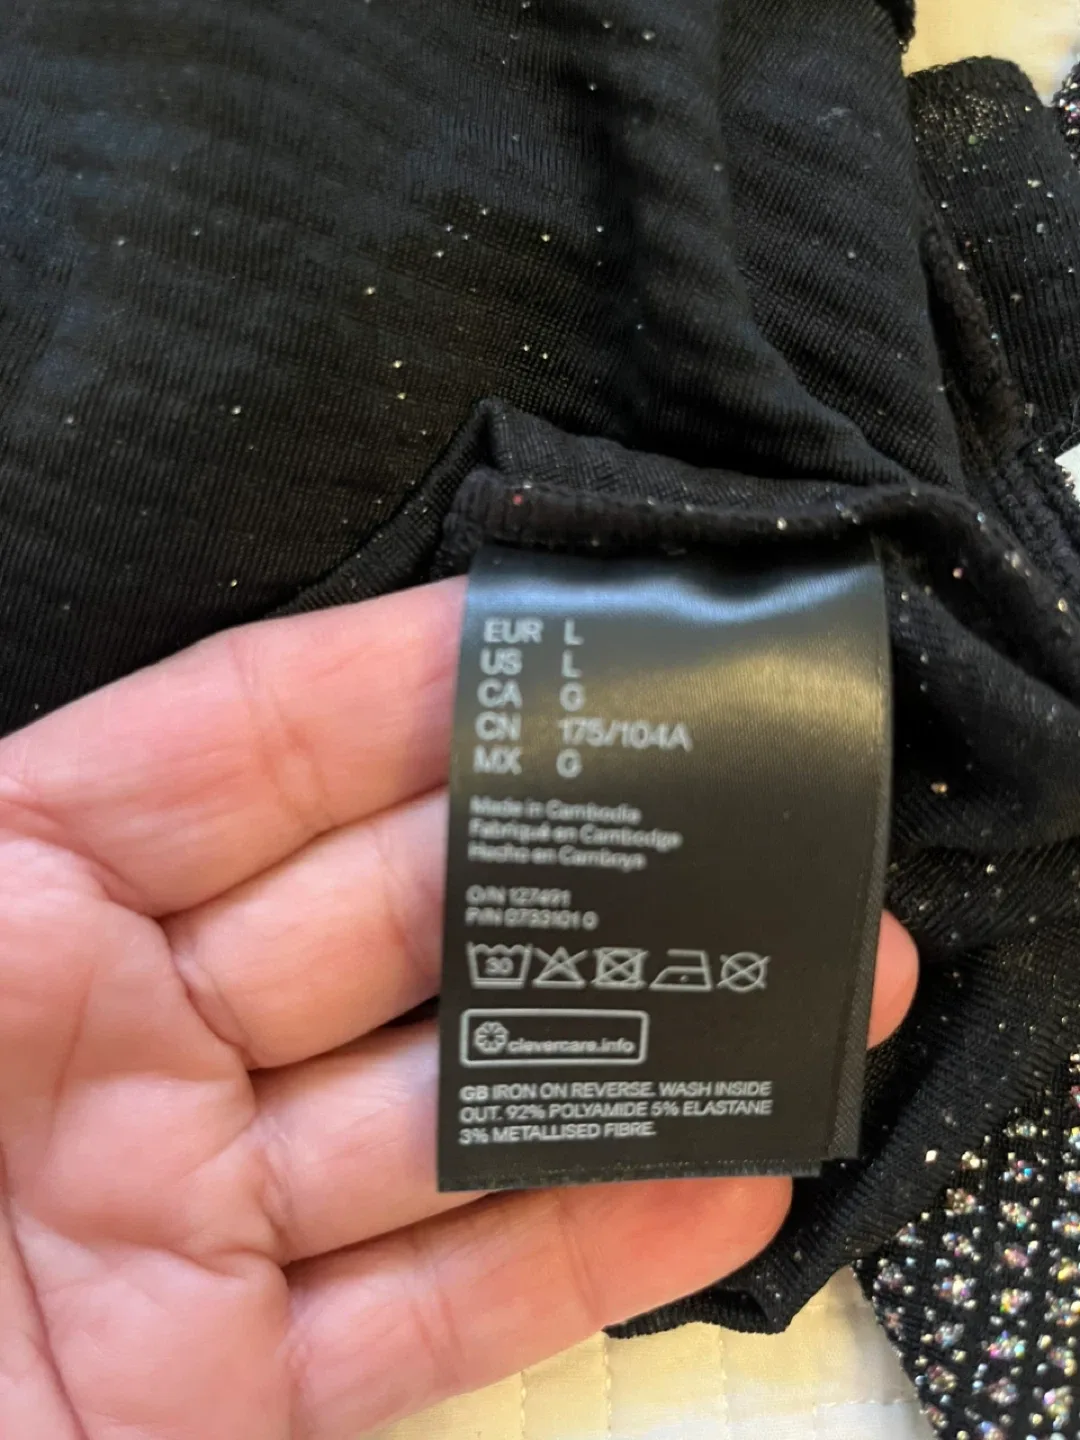 EUR L
US L
CA G
CN 175/104A
MX G
Made in Cambodia
Fabriqué en Cambodge
Hecho en Camboya
O/N 127491
P/N 0733101 0
30
clevercare.info
GB IRON ON REVERSE. WASH INSIDE
OUT. 92% POLYAMIDE 5% ELASTANE
3% METALLISED FIBRE.